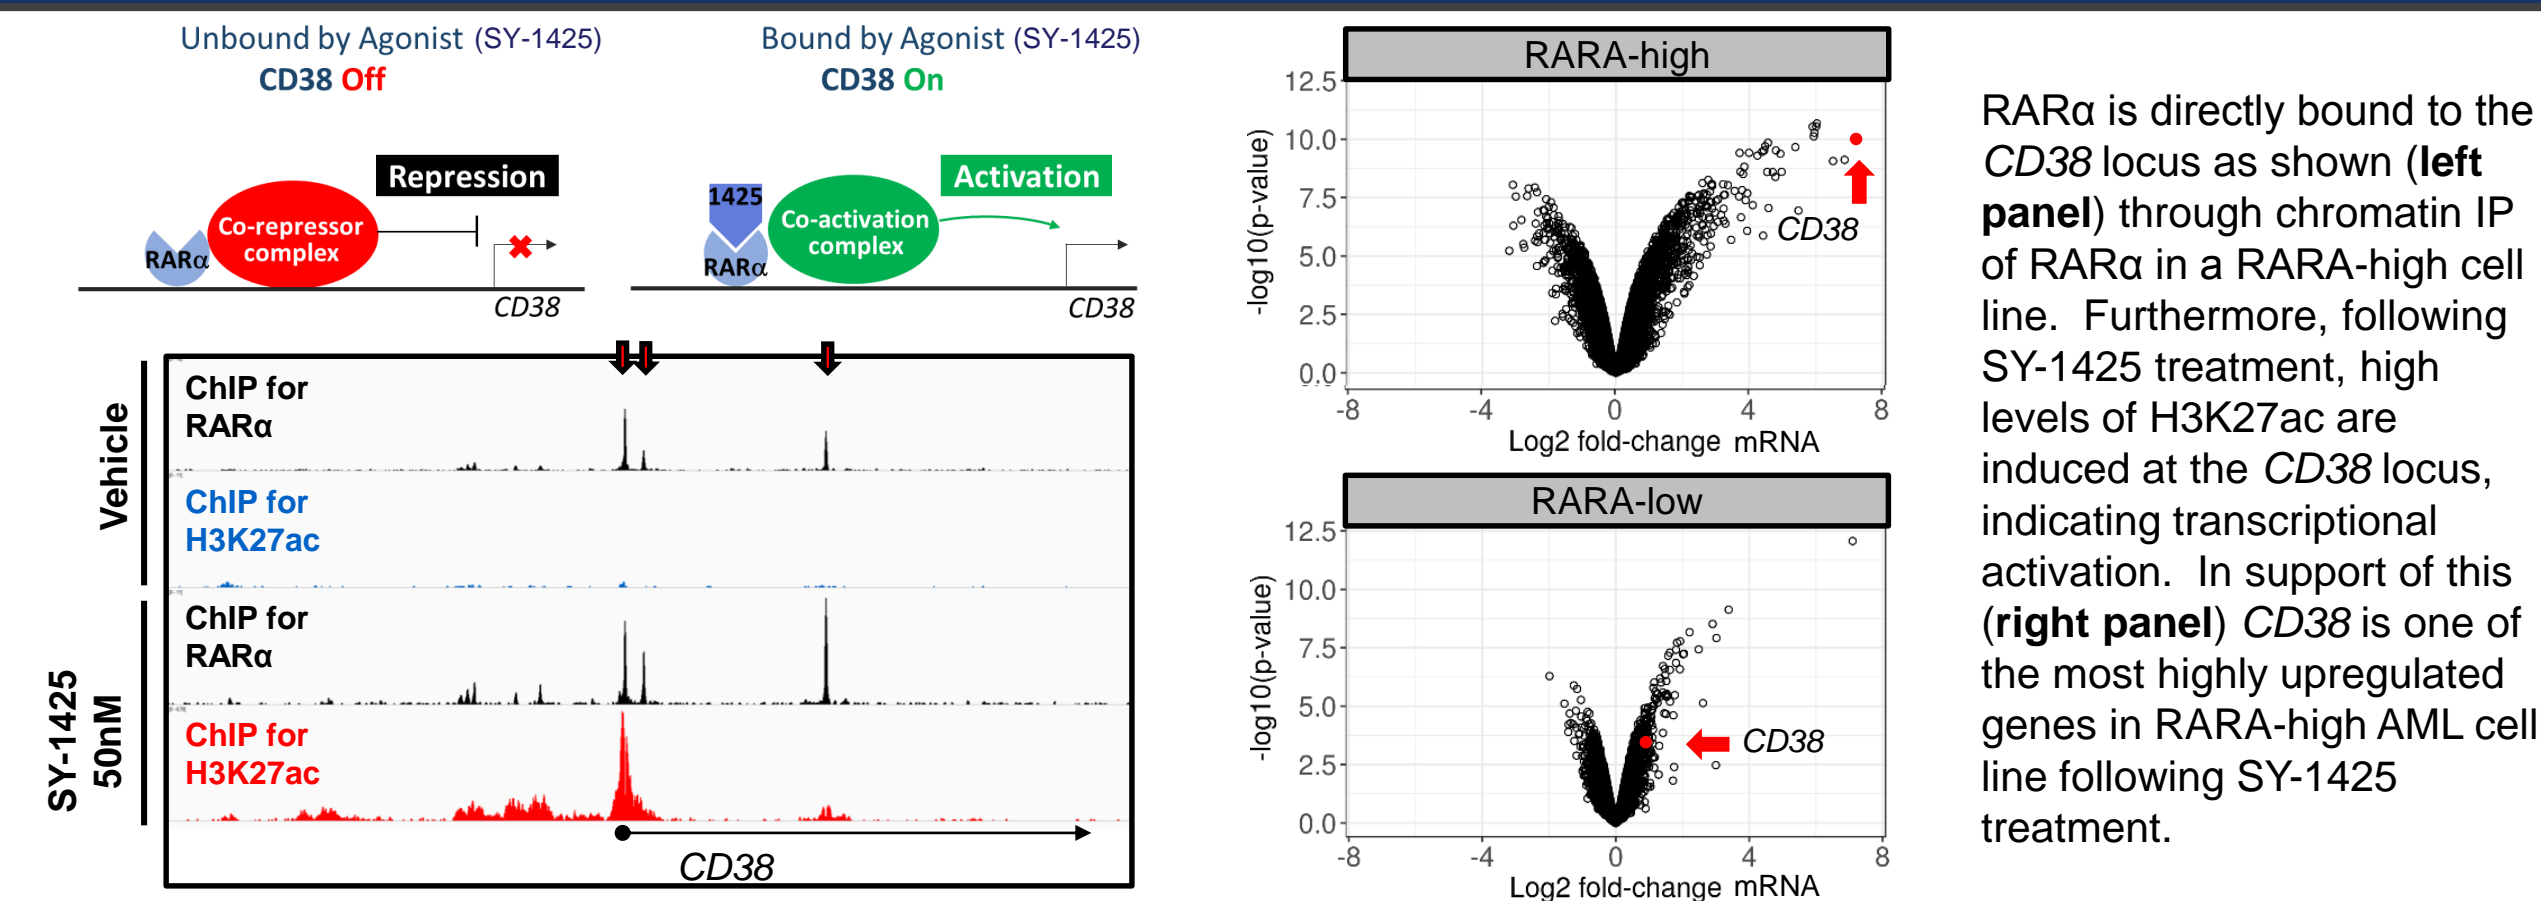 Unbound by Agonist (SY-1425)
CD38 Off
Bound by Agonist (SY-1425)
CD38 On
Repression
Co-repressor
complex
RARα
CD38
1425
Activation
Co-activation
complex
RARα
CD38
Vehicle
ChIP for
RARα
ChIP for
H3K27ac
SY-1425
50nM
ChIP for
RARα
ChIP for
H3K27ac
CD38
RARA-high
12.5
10.0
7.5
5.0
2.5
0.0
-log10(p-value)
CD38
-8 -4 0 4 8
Log2 fold-change mRNA
RARA-low
12.5
10.0
7.5
5.0
2.5
0.0
-log10(p-value)
CD38
-8 -4 0 4 8
Log2 fold-change mRNA
RARα is directly bound to the
CD38 locus as shown (left
panel) through chromatin IP
of RARα in a RARA-high cell
line. Furthermore, following
SY-1425 treatment, high
levels of H3K27ac are
induced at the CD38 locus,
indicating transcriptional
activation. In support of this
(right panel) CD38 is one of
the most highly upregulated
genes in RARA-high AML cell
line following SY-1425
treatment.